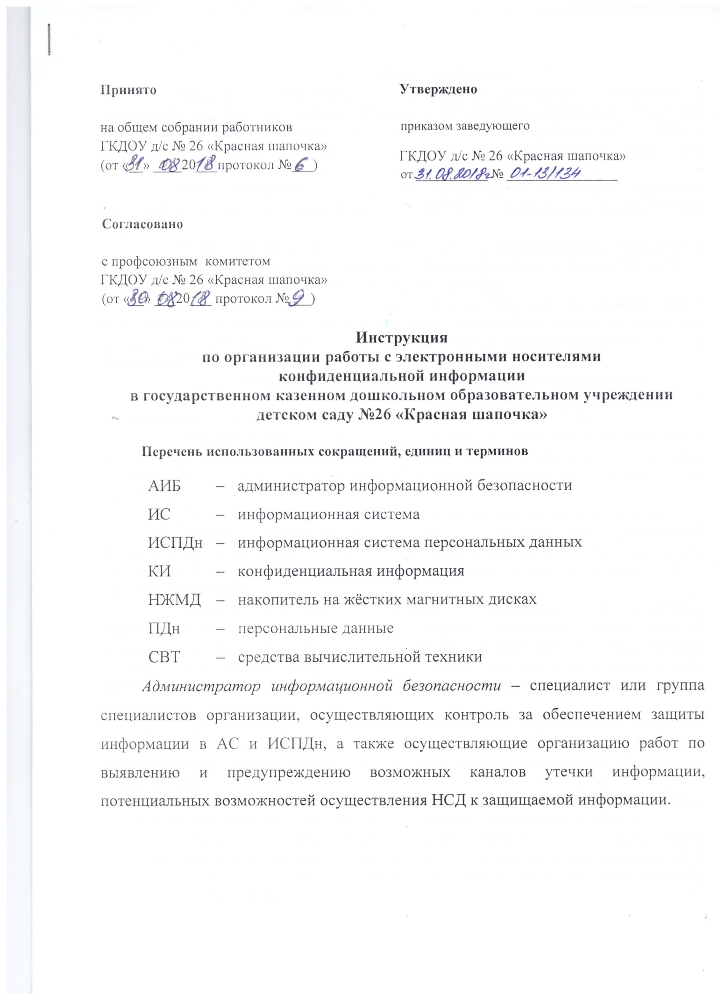 Принято
на общем собрании работников
ГКДОУ д/с № 26 «Красная шапочка»
(от «31» 08 2018 протокол № 6)
Утверждено
приказом заведующего
ГКДОУ д/с № 26 «Красная шапочка»
от 31.08.2018г № 01-13/134
Согласовано
с профсоюзным комитетом
ГКДОУ д/с № 26 «Красная шапочка»
(от «30» 08 2018 протокол № 9)
Инструкция
по организации работы с электронными носителями
конфиденциальной информации
в государственном казенном дошкольном образовательном учреждении
детском саду №26 «Красная шапочка»
Перечень использованных сокращений, единиц и терминов
АИБ – администратор информационной безопасности
ИС – информационная система
ИСПДн – информационная система персональных данных
КИ – конфиденциальная информация
НЖМД – накопитель на жёстких магнитных дисках
ПДн – персональные данные
СВТ – средства вычислительной техники
Администратор информационной безопасности – специалист или группа
специалистов организации, осуществляющих контроль за обеспечением защиты
информации в АС и ИСПДн, а также осуществляющие организацию работ по
выявлению и предупреждению возможных каналов утечки информации,
потенциальных возможностей осуществления НСД к защищаемой информации.